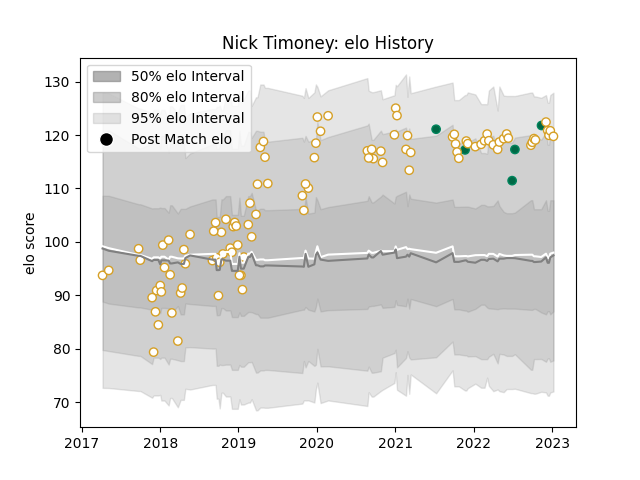 Nick Timoney: elo History
50% elo Interval
80% elo Interval
95% elo Interval
Post Match elo
elo score
130
120
110
100
90
80
70
2017 2018 2019 2020 2021 2022 2023